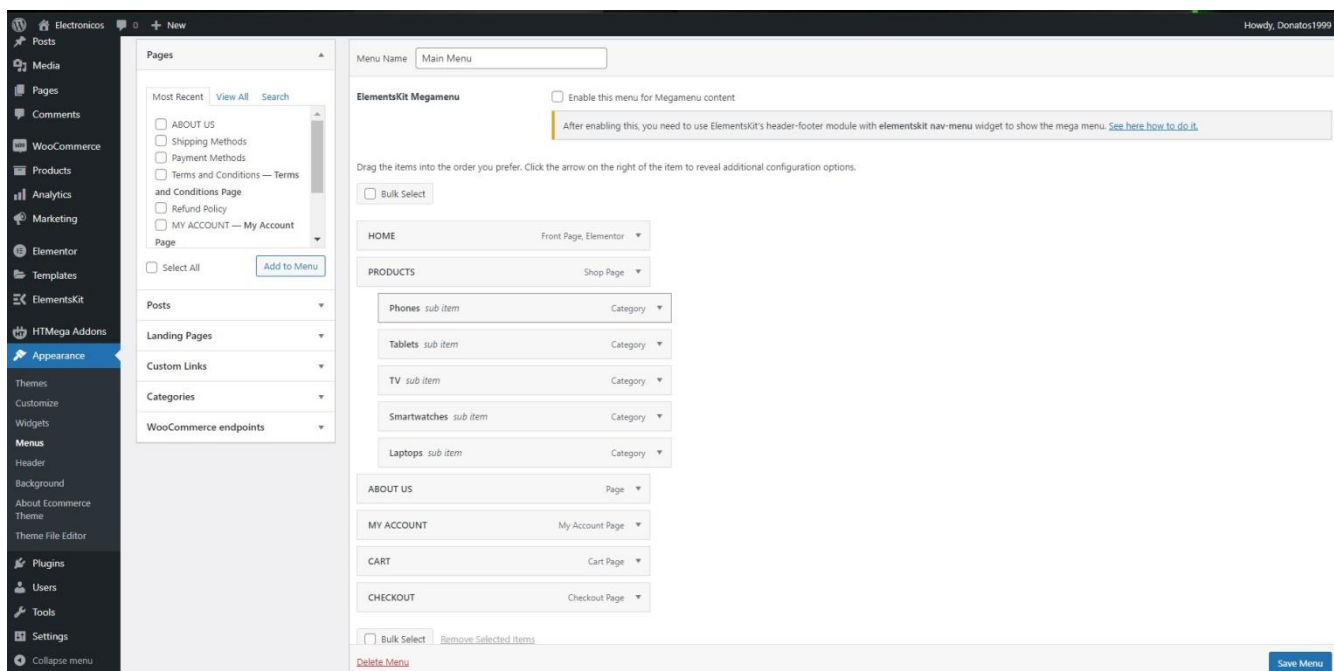 Electronicos 0 + New Howdy, Donatos1999
Posts
Media
Pages
Comments
WooCommerce
Products
Analytics
Marketing
Elementor
Templates
ElementsKit
HTMega Addons
Appearance
Themes
Customize
Widgets
Menus
Header
Background
About Ecommerce
Theme
Theme File Editor
Plugins
Users
Tools
Settings
Collapse menu
Pages
Most Recent View All Search
ABOUT US
Shipping Methods
Payment Methods
Terms and Conditions — Terms
and Conditions Page
Refund Policy
MY ACCOUNT — My Account
Page
Select All Add to Menu
Posts
Landing Pages
Custom Links
Categories
WooCommerce endpoints
Menu Name Main Menu
ElementsKit Megamenu Enable this menu for Megamenu content
After enabling this, you need to use ElementsKit's header-footer module with elementskit nav-menu widget to show the mega menu. See here how to do it.
Drag the items into the order you prefer. Click the arrow on the right of the item to reveal additional configuration options.
Bulk Select
HOME Front Page, Elementor
PRODUCTS Shop Page
Phones sub item Category
Tablets sub item Category
TV sub item Category
Smartwatches sub item Category
Laptops sub item Category
ABOUT US Page
MY ACCOUNT My Account Page
CART Cart Page
CHECKOUT Checkout Page
Bulk Select Remove Selected Items
Delete Menu Save Menu